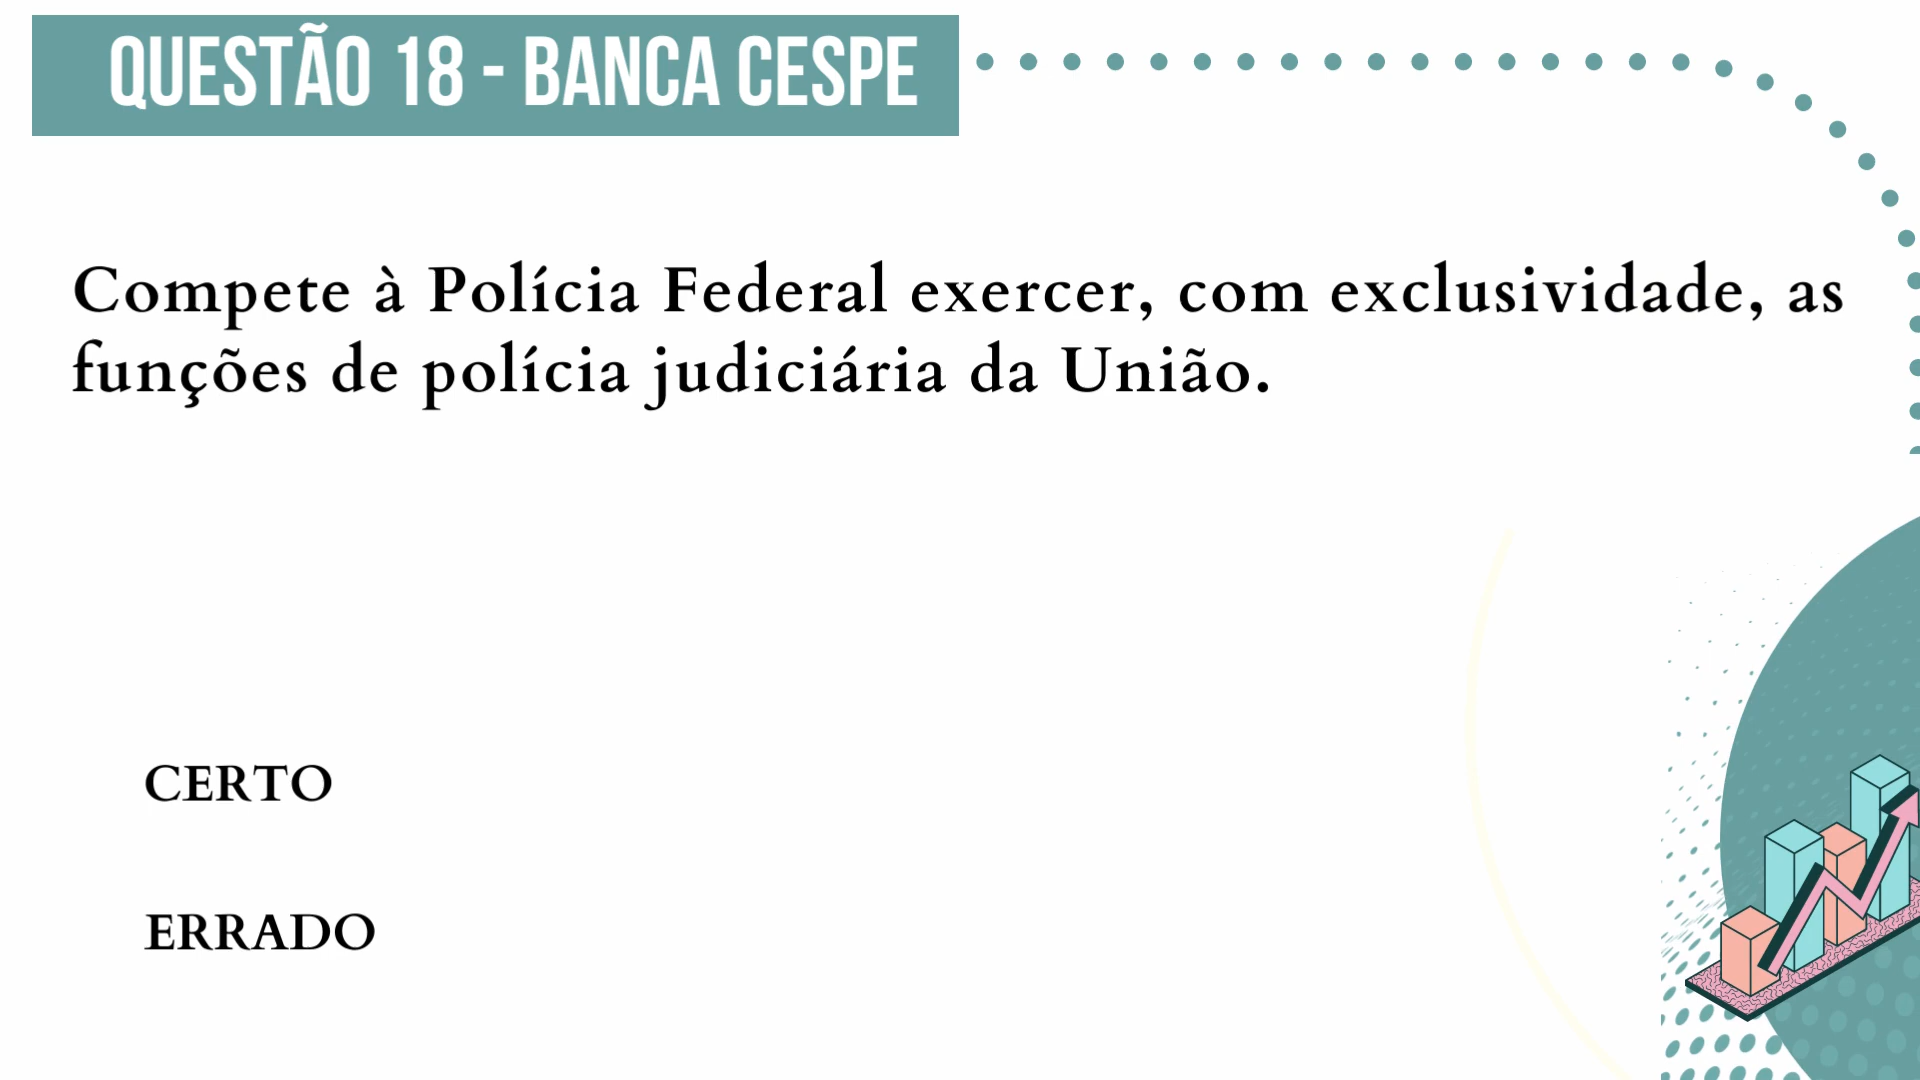 QUESTÃO 18 - BANCA CESPE
Compete à Polícia Federal exercer, com exclusividade, as
funções de polícia judiciária da União.
CERTO
ERRADO